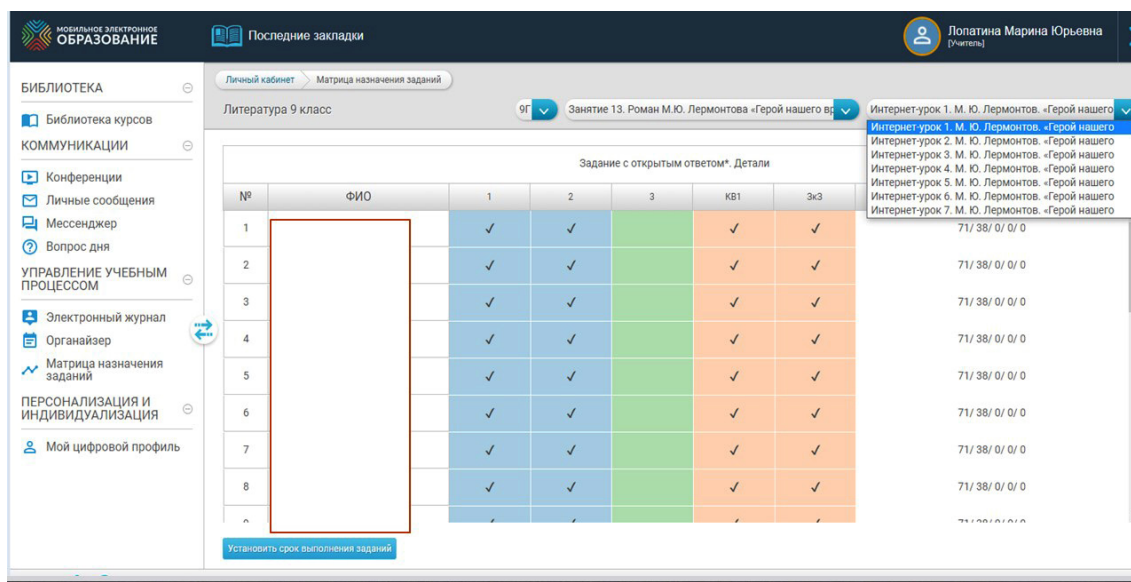 МОБИЛЬНОЕ ЭЛЕКТРОННОЕ
ОБРАЗОВАНИЕ
Последние закладки
Лопатина Марина Юрьевна
[Учитель]
БИБЛИОТЕКА
Библиотека курсов
КОММУНИКАЦИИ
Конференции
Личные сообщения
Мессенджер
Вопрос дня
УПРАВЛЕНИЕ УЧЕБНЫМ
ПРОЦЕССОМ
Электронный журнал
Органайзер
Матрица назначения
заданий
ПЕРСОНАЛИЗАЦИЯ И
ИНДИВИДУАЛИЗАЦИЯ
Мой цифровой профиль
Личный кабинет Матрица назначения заданий
Литература 9 класс 9Г Занятие 13. Роман М.Ю. Лермонтова «Герой нашего вр Интернет-урок 1. М. Ю. Лермонтов. «Герой нашего
Интернет-урок 1. М. Ю. Лермонтов. «Герой нашего
Интернет-урок 2. М. Ю. Лермонтов. «Герой нашего
Интернет-урок 3. М. Ю. Лермонтов. «Герой нашего
Интернет-урок 4. М. Ю. Лермонтов. «Герой нашего
Интернет-урок 5. М. Ю. Лермонтов. «Герой нашего
Интернет-урок 6. М. Ю. Лермонтов. «Герой нашего
Интернет-урок 7. М. Ю. Лермонтов. «Герой нашего
Задание с открытым ответом*. Детали
№ ФИО 1 2 3 КВ1 ЗкЗ
1 ✓ ✓ ✓ ✓ 71/ 38/ 0/ 0/ 0
2 ✓ ✓ ✓ ✓ 71/ 38/ 0/ 0/ 0
3 ✓ ✓ ✓ ✓ 71/ 38/ 0/ 0/ 0
4 ✓ ✓ ✓ ✓ 71/ 38/ 0/ 0/ 0
5 ✓ ✓ ✓ ✓ 71/ 38/ 0/ 0/ 0
6 ✓ ✓ ✓ ✓ 71/ 38/ 0/ 0/ 0
7 ✓ ✓ ✓ ✓ 71/ 38/ 0/ 0/ 0
8 ✓ ✓ ✓ ✓ 71/ 38/ 0/ 0/ 0
Установить срок выполнения заданий